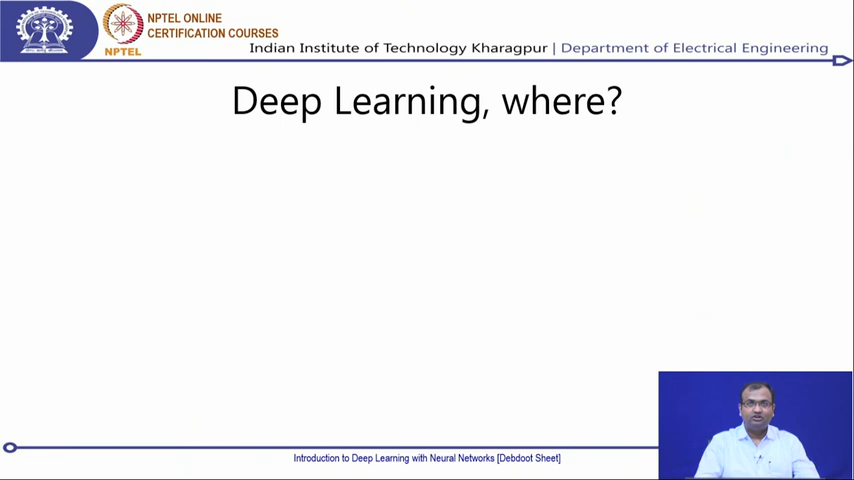 NPTEL ONLINE
CERTIFICATION COURSES
NPTEL
Indian Institute of Technology Kharagpur | Department of Electrical Engineering
Deep Learning, where?
Introduction to Deep Learning with Neural Networks [Debdoot Sheet]